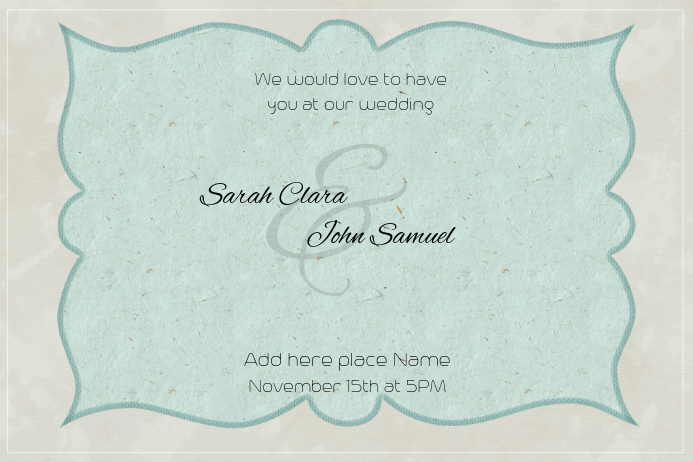 We would love to have
you at our wedding
&
Sarah Clara
John Samuel
Add here place Name
November 15th at 5PM